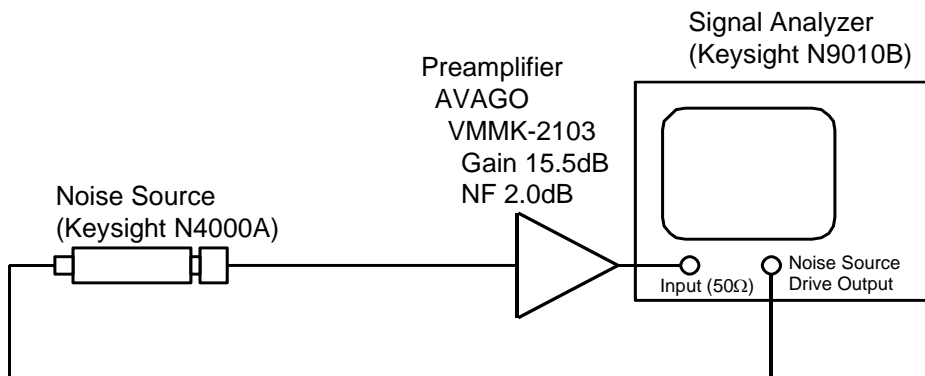 Signal Analyzer
(Keysight N9010B)
Preamplifier
AVAGO
VMMK-2103
Gain 15.5dB
NF 2.0dB
Noise Source
(Keysight N4000A)
Input (50Ω)
Noise Source
Drive Output